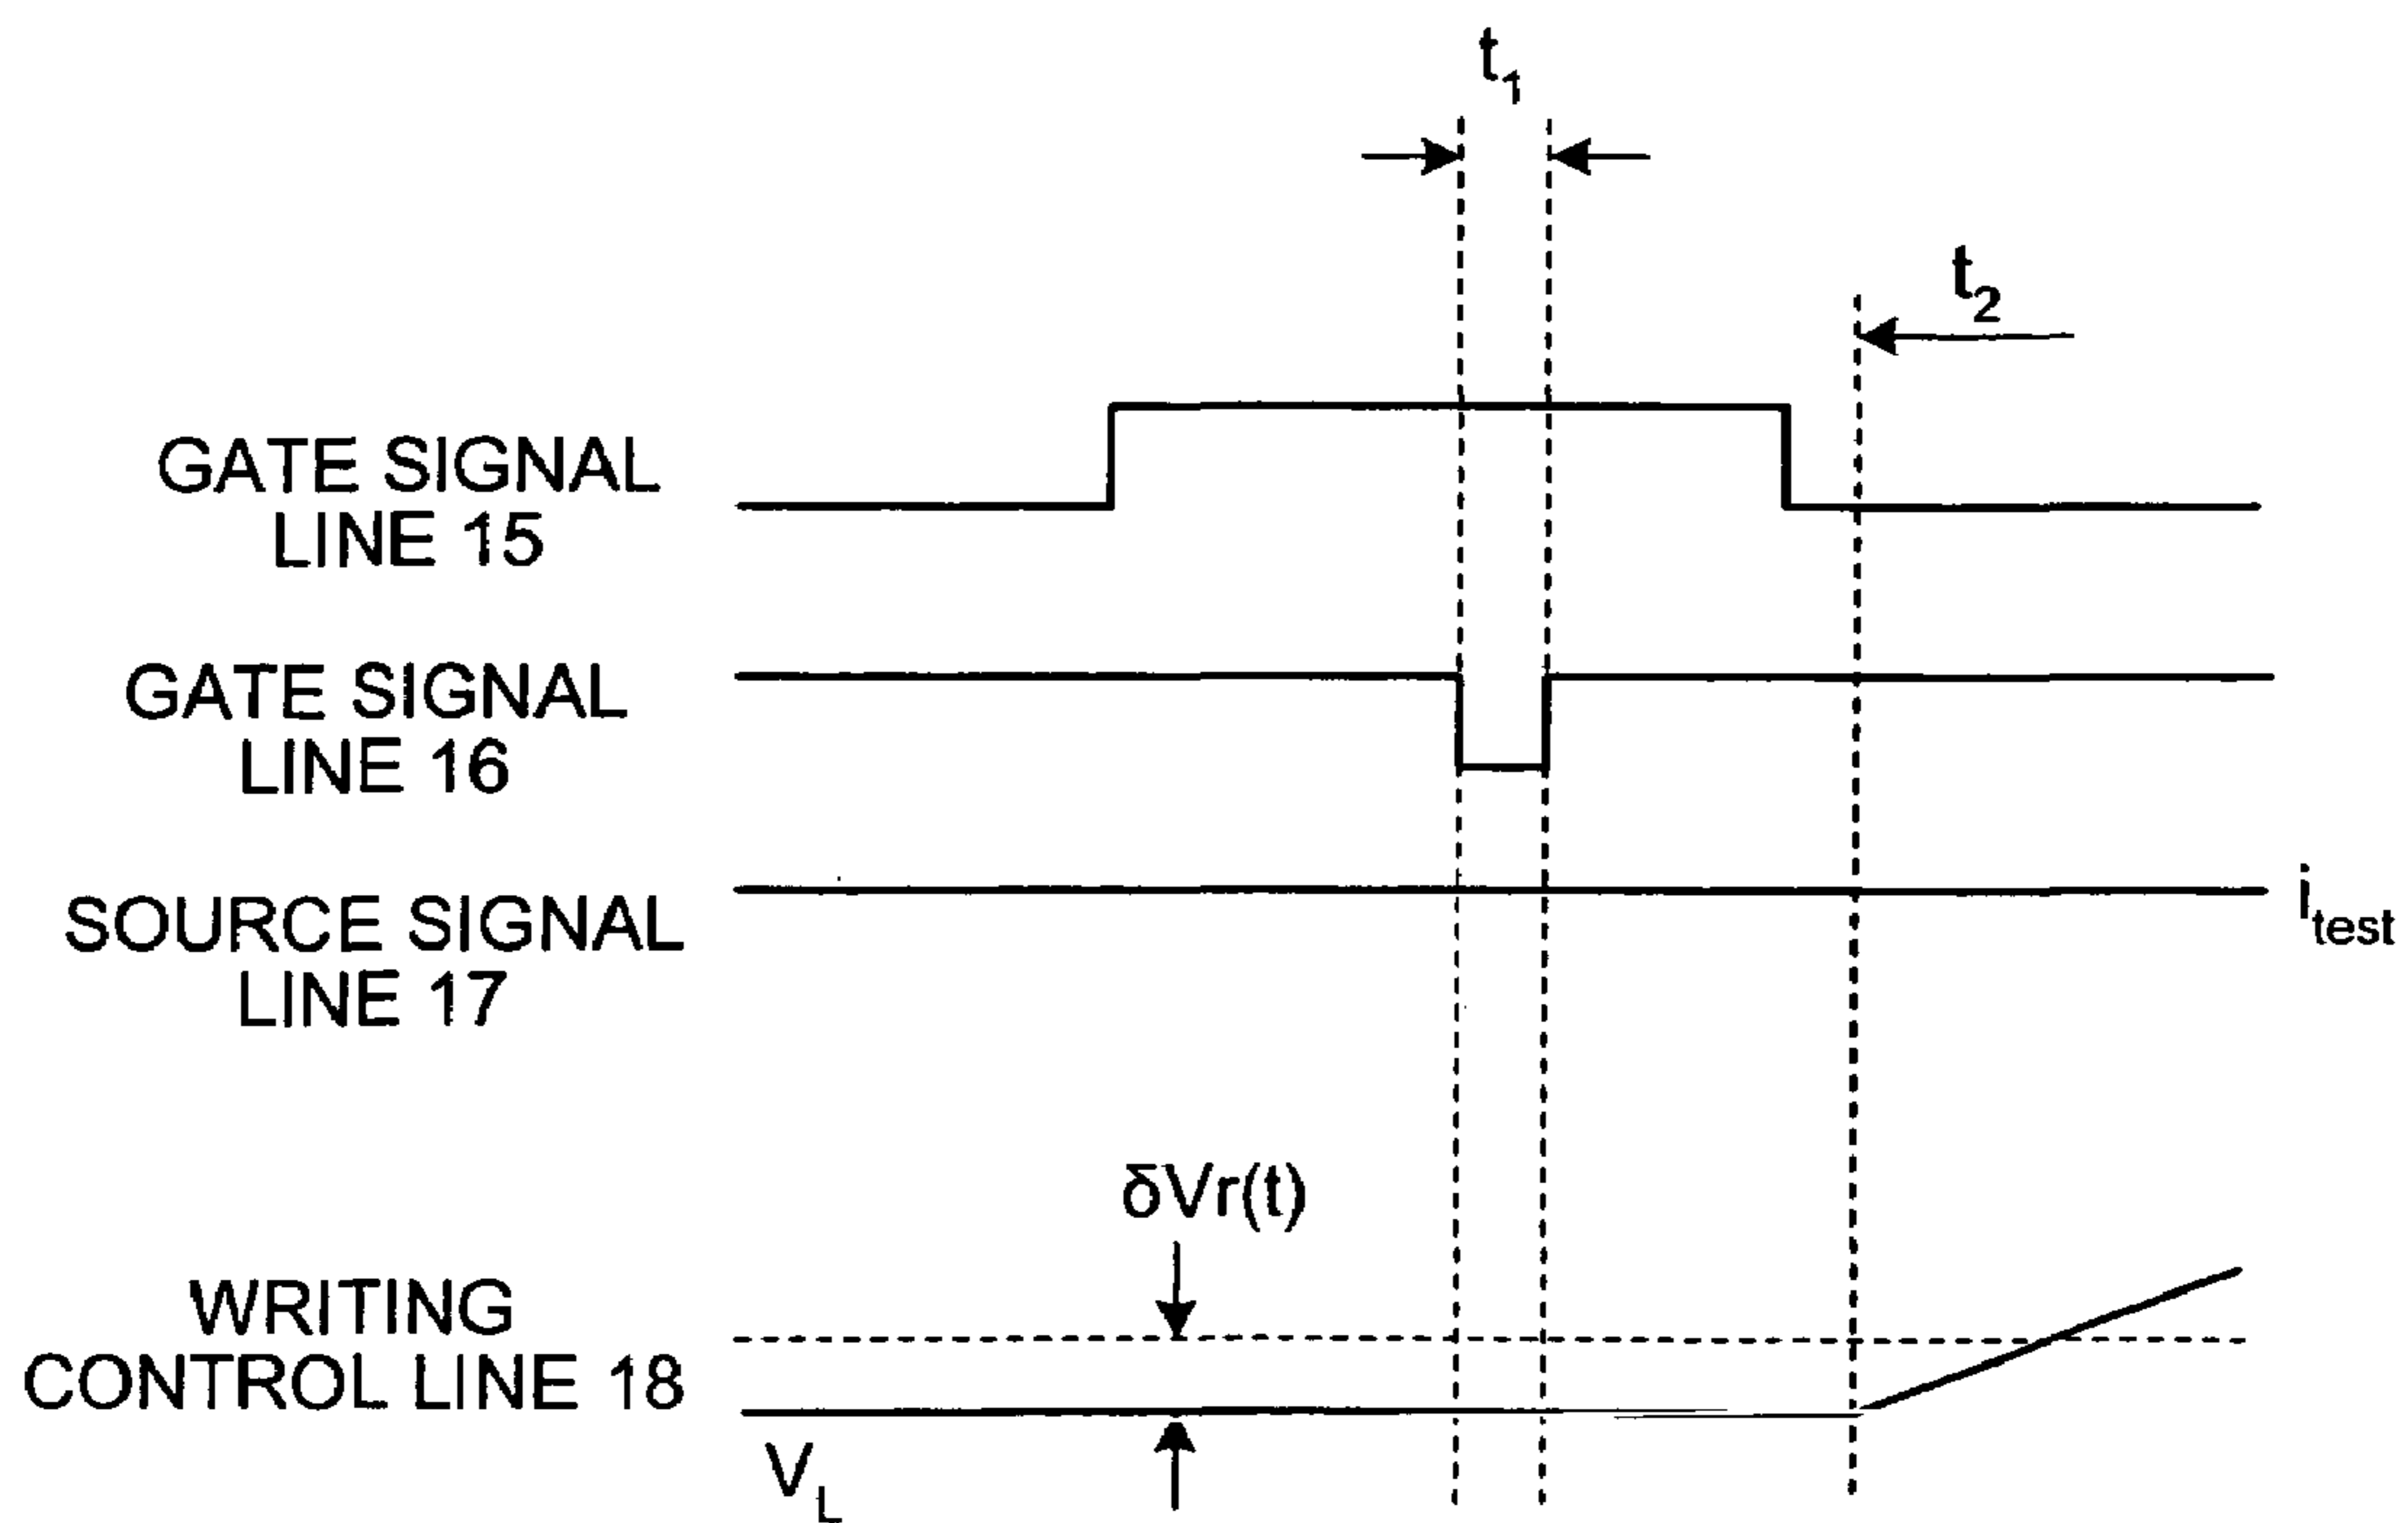 t1
t2
GATE SIGNAL
LINE 15
GATE SIGNAL
LINE 16
SOURCE SIGNAL
LINE 17
itest
δVr(t)
WRITING
CONTROL LINE 18
VL